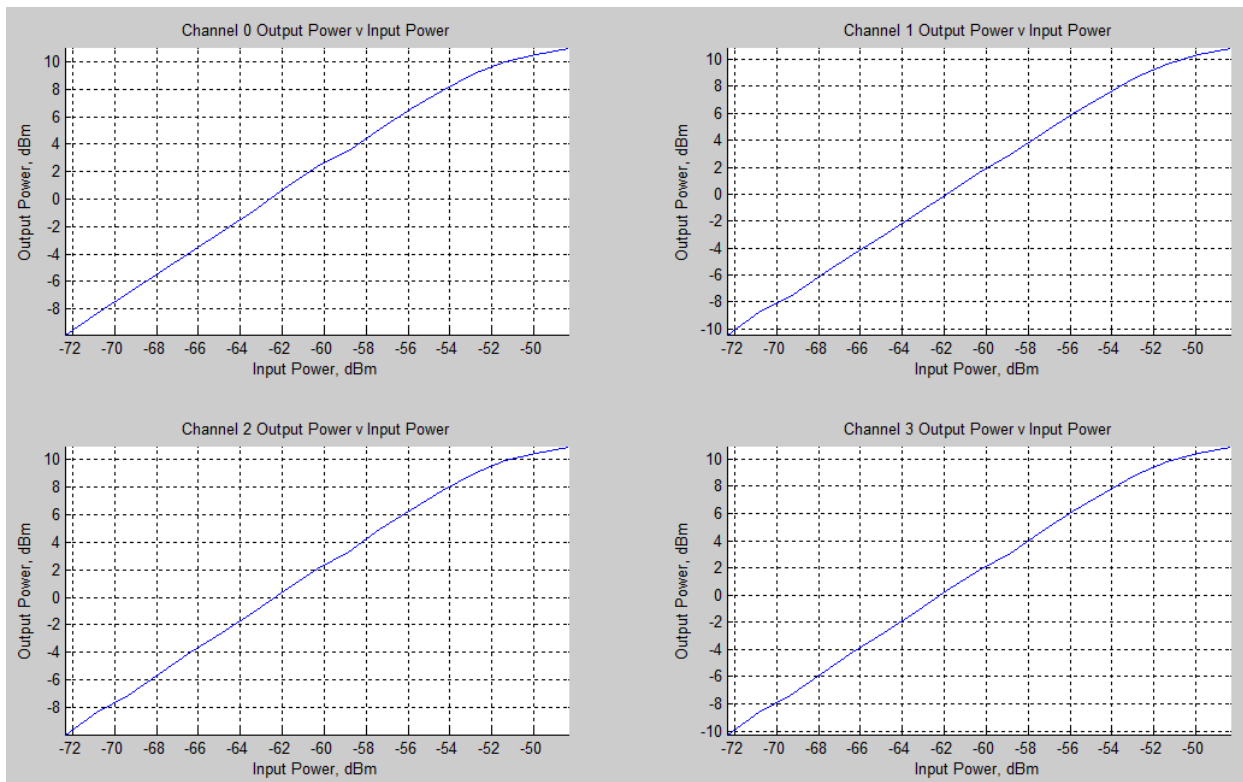 Channel 0 Output Power v Input Power
10
8
6
4
2
0
-2
-4
-6
-8
Output Power, dBm
-72 -70 -68 -66 -64 -62 -60 -58 -56 -54 -52 -50
Input Power, dBm
Channel 1 Output Power v Input Power
10
8
6
4
2
0
-2
-4
-6
-8
-10
Output Power, dBm
-72 -70 -68 -66 -64 -62 -60 -58 -56 -54 -52 -50
Input Power, dBm
Channel 2 Output Power v Input Power
10
8
6
4
2
0
-2
-4
-6
-8
Output Power, dBm
-72 -70 -68 -66 -64 -62 -60 -58 -56 -54 -52 -50
Input Power, dBm
Channel 3 Output Power v Input Power
10
8
6
4
2
0
-2
-4
-6
-8
-10
Output Power, dBm
-72 -70 -68 -66 -64 -62 -60 -58 -56 -54 -52 -50
Input Power, dBm